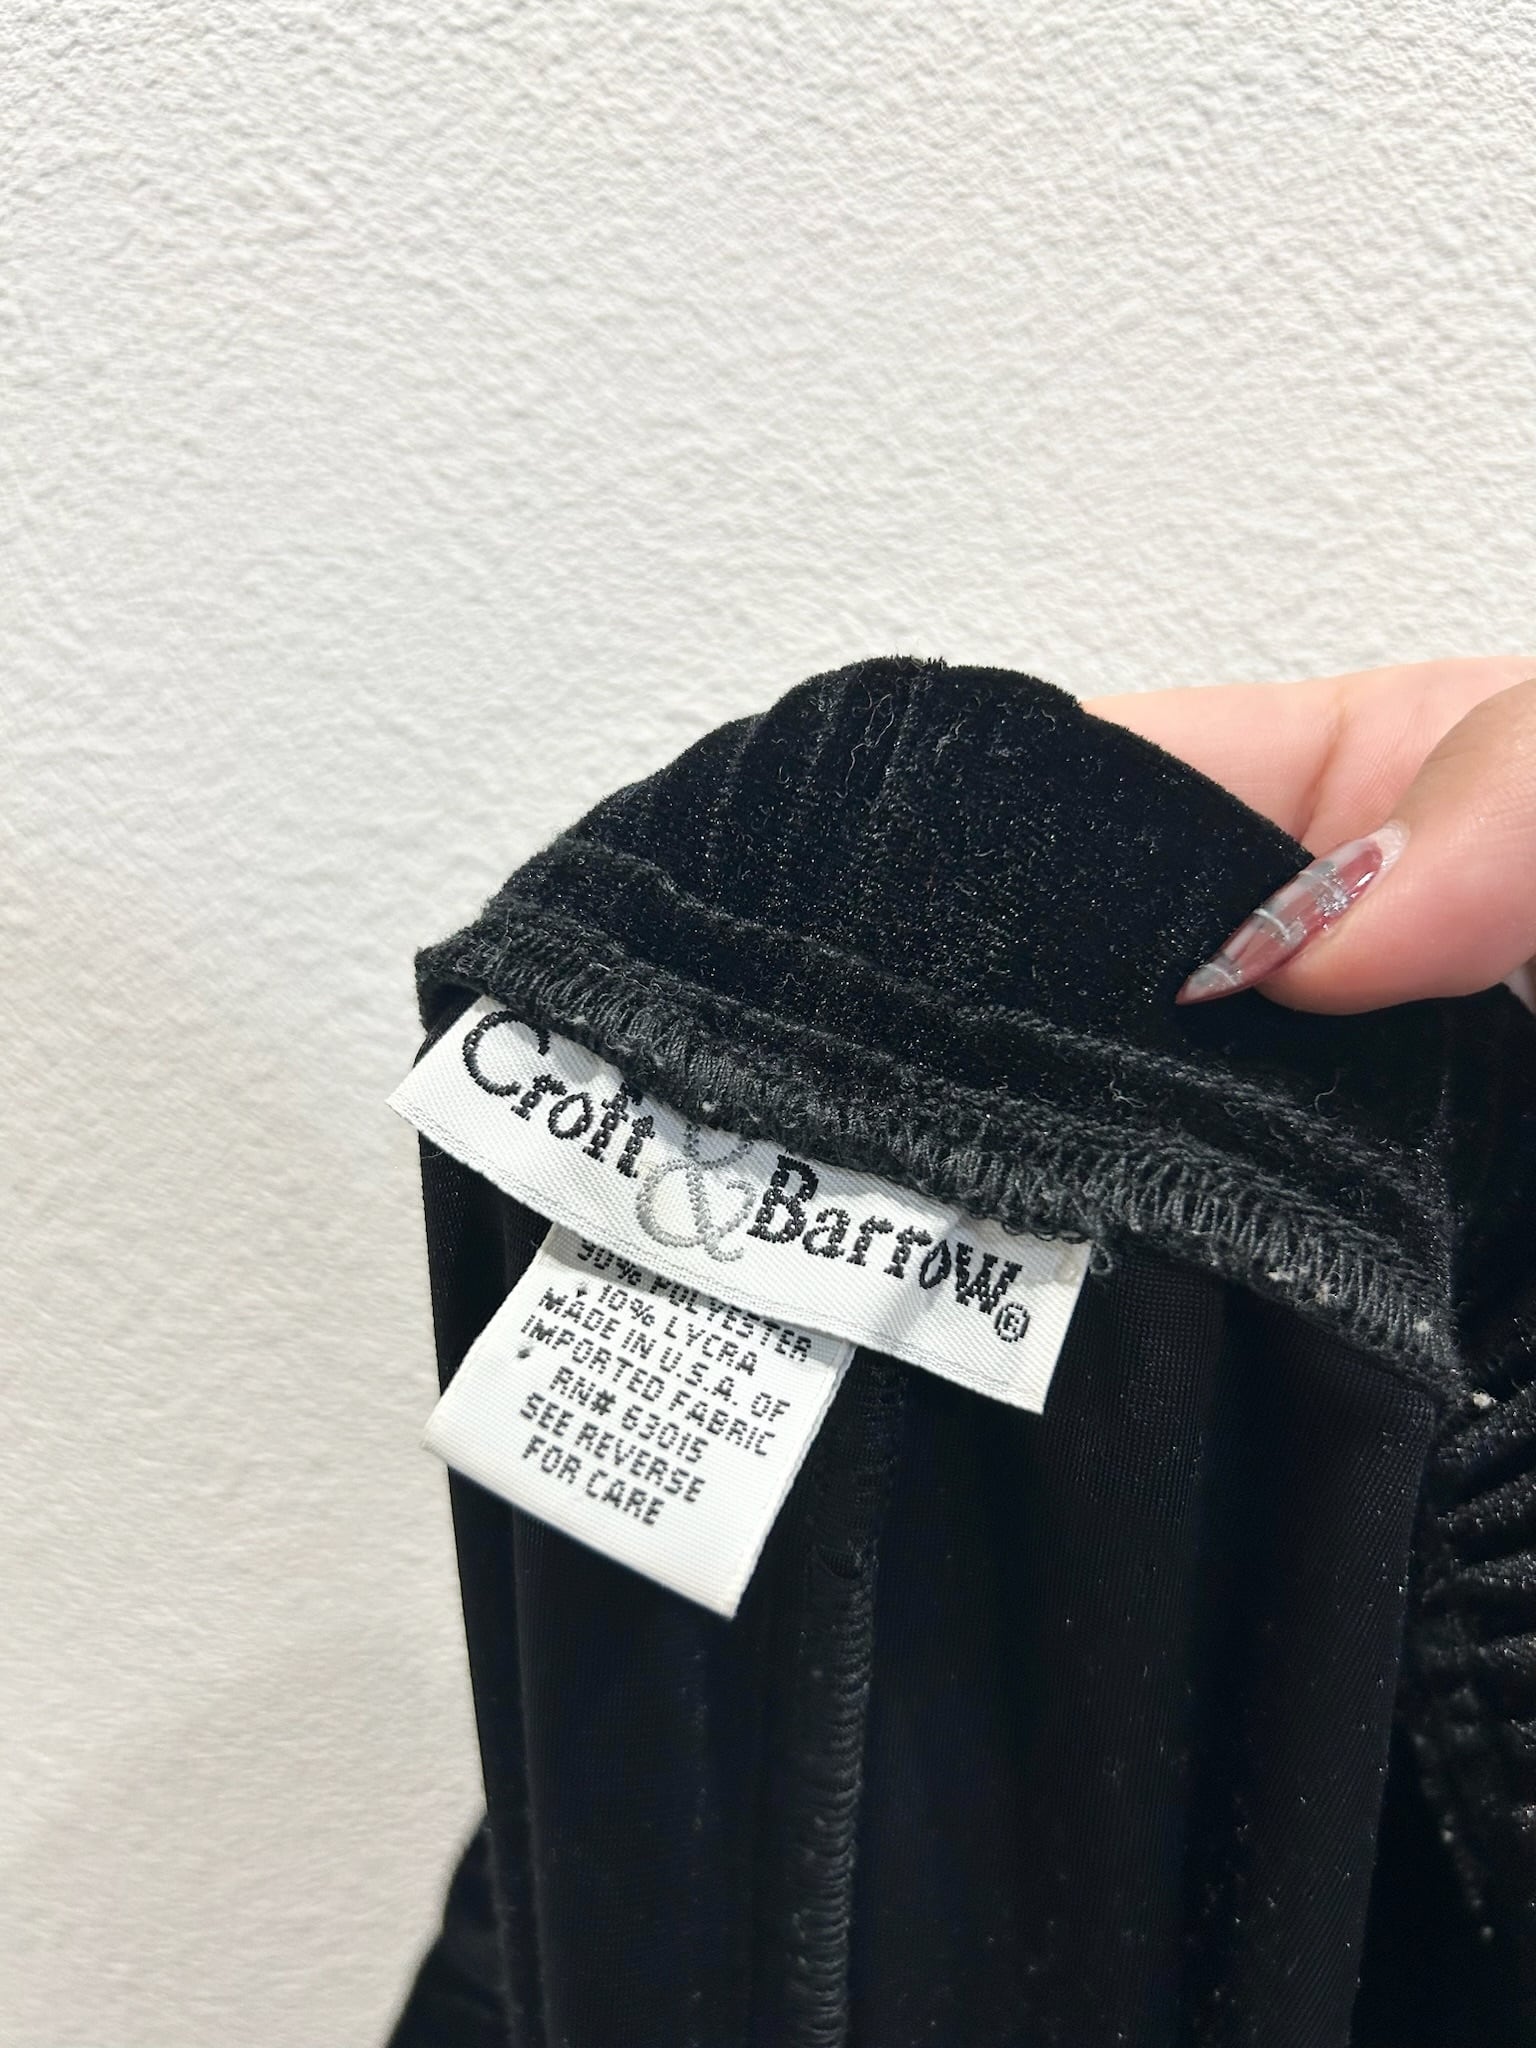 Croft & Barrow®
90% POLYESTER
10% LYCRA
MADE IN U.S.A. OF
IMPORTED FABRIC
RN# 63015
SEE REVERSE
FOR CARE